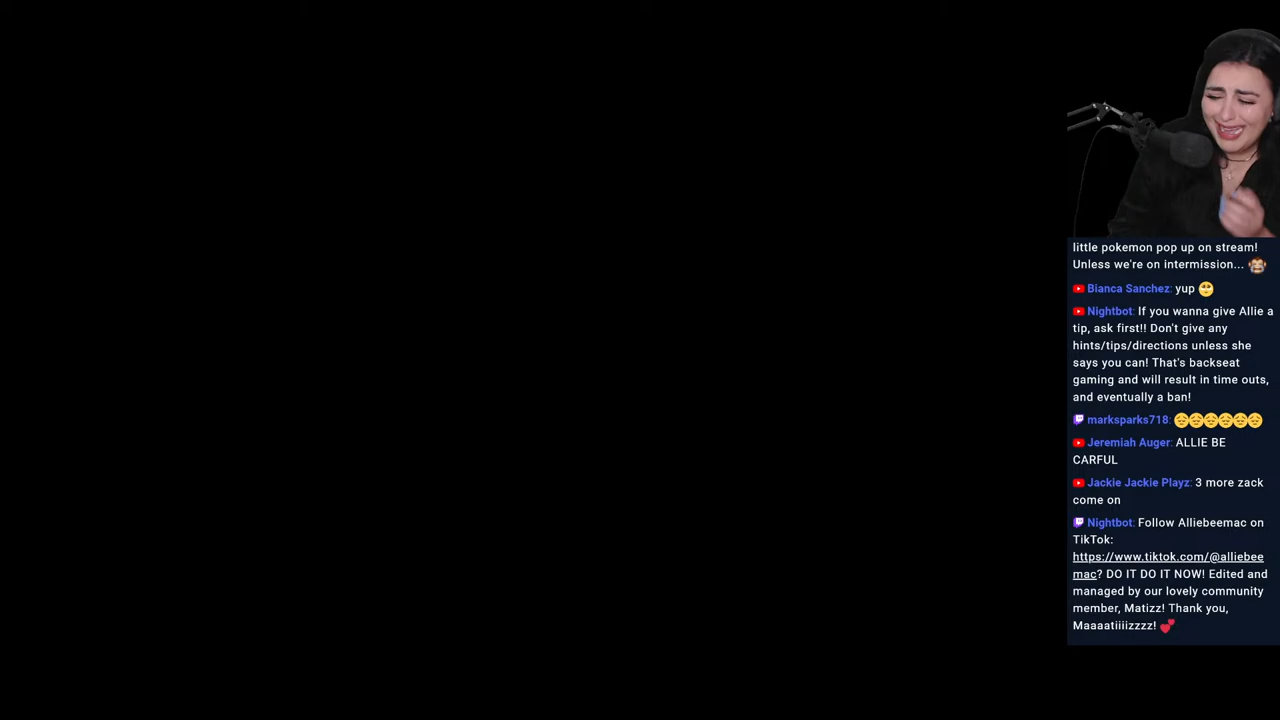 little pokemon pop up on stream!
Unless we're on intermission... 🙈
Bianca Sanchez: yup 🥺
Nightbot: If you wanna give Allie a
tip, ask first!! Don't give any
hints/tips/directions unless she
says you can! That's backseat
gaming and will result in time outs,
and eventually a ban!
marksparks718: 😔😔😔😔😔😔
Jeremiah Auger: ALLIE BE
CARFUL
Jackie Jackie Playz: 3 more zack
come on
Nightbot: Follow Alliebeemac on
TikTok:
https://www.tiktok.com/@alliebee
mac? DO IT DO IT NOW! Edited and
managed by our lovely community
member, Matizz! Thank you,
Maaaatiiiizzzz! 💕